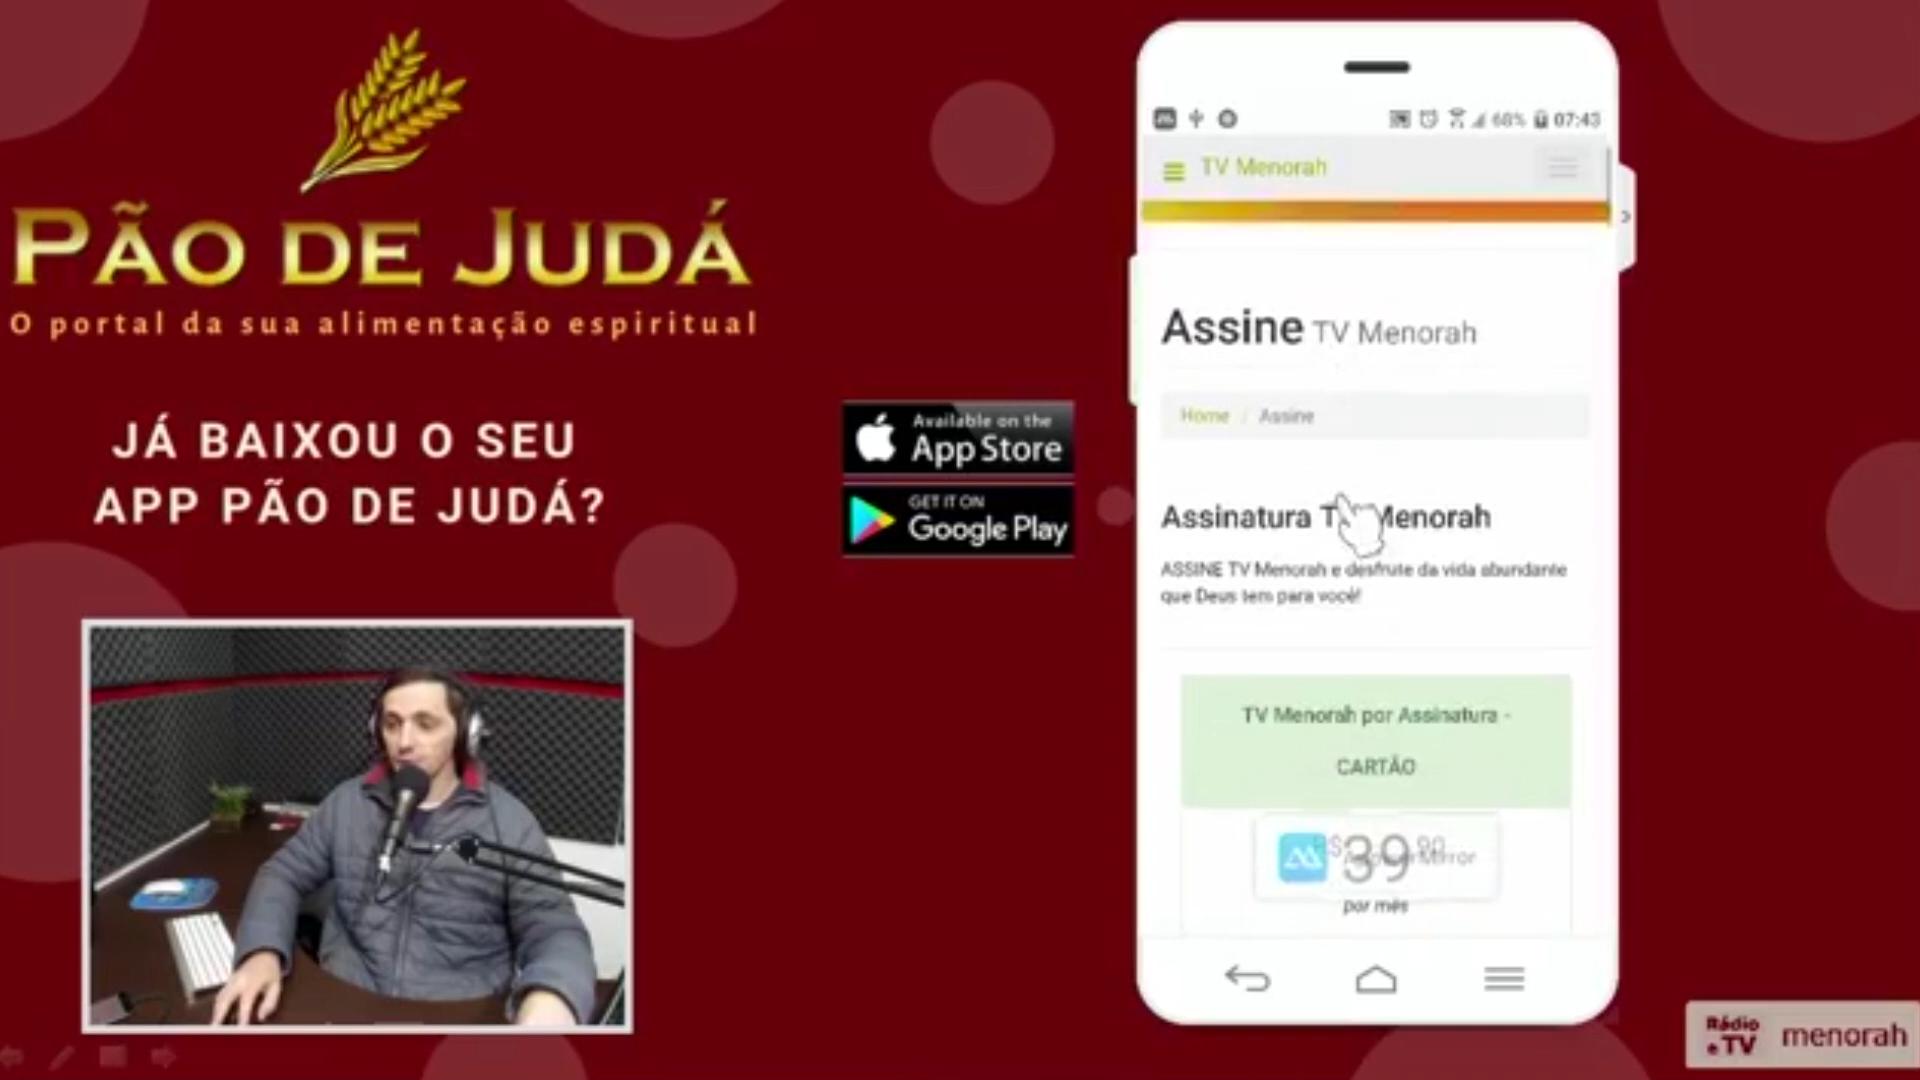 PÃO DE JUDÁ
O portal da sua alimentação espiritual
JÁ BAIXOU O SEU
APP PÃO DE JUDÁ?
Available on the
App Store
GET IT ON
Google Play
68% 07:43
TV Menorah
Assine TV Menorah
Home / Assine
Assinatura TV Menorah
ASSINE TV Menorah e desfrute da vida abundante
que Deus tem para você!
TV Menorah por Assinatura -
CARTÃO
R$ 39,90
por mês
Rádio
e TV
menorah